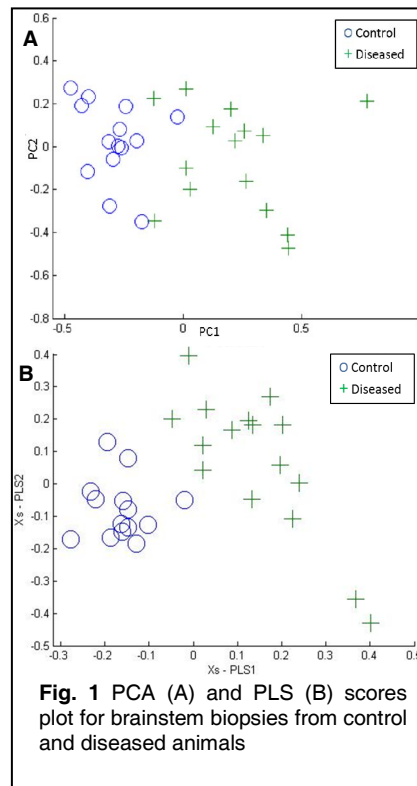 A
0.6
0.4
0.2
0
-0.2
-0.4
-0.6
-0.8
PC2
-0.5
0
0.5
PC1
Control
Diseased
B
0.4
0.3
0.2
0.1
0
-0.1
-0.2
-0.3
-0.4
-0.5
Xs - PLS2
-0.3
-0.2
-0.1
0
0.1
0.2
0.3
0.4
0.5
Xs - PLS1
Control
Diseased
Fig. 1 PCA (A) and PLS (B) scores
plot for brainstem biopsies from control
and diseased animals